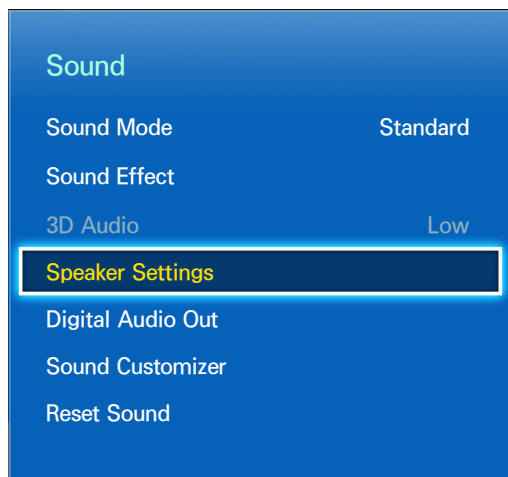 Sound
Sound Mode Standard
Sound Effect
3D Audio Low
Speaker Settings
Digital Audio Out
Sound Customizer
Reset Sound